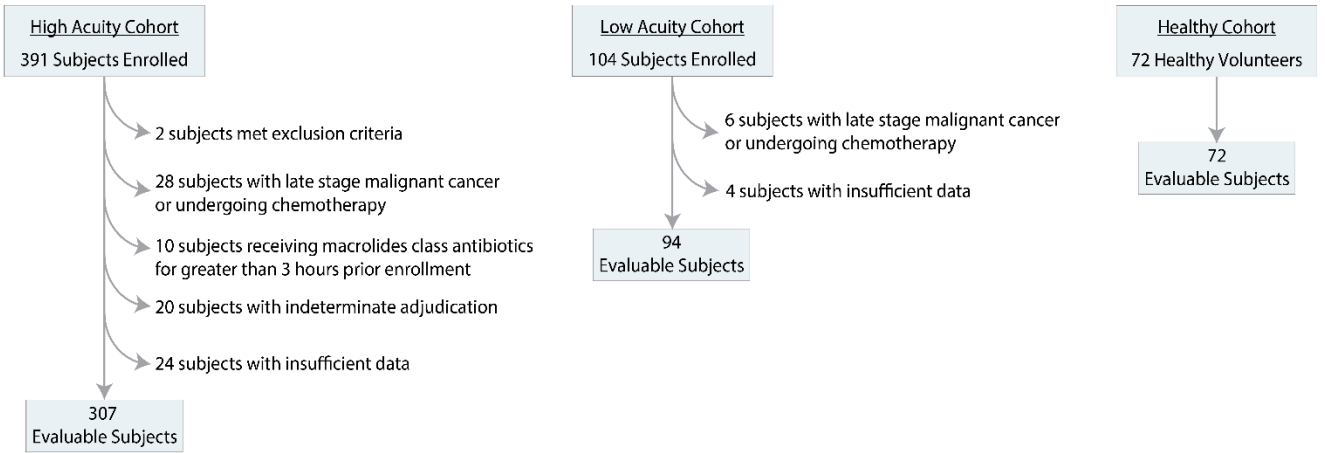 High Acuity Cohort
391 Subjects Enrolled
2 subjects met exclusion criteria
28 subjects with late stage malignant cancer
or undergoing chemotherapy
10 subjects receiving macrolides class antibiotics
for greater than 3 hours prior enrollment
20 subjects with indeterminate adjudication
24 subjects with insufficient data
307
Evaluable Subjects
Low Acuity Cohort
104 Subjects Enrolled
6 subjects with late stage malignant cancer
or undergoing chemotherapy
4 subjects with insufficient data
94
Evaluable Subjects
Healthy Cohort
72 Healthy Volunteers
72
Evaluable Subjects